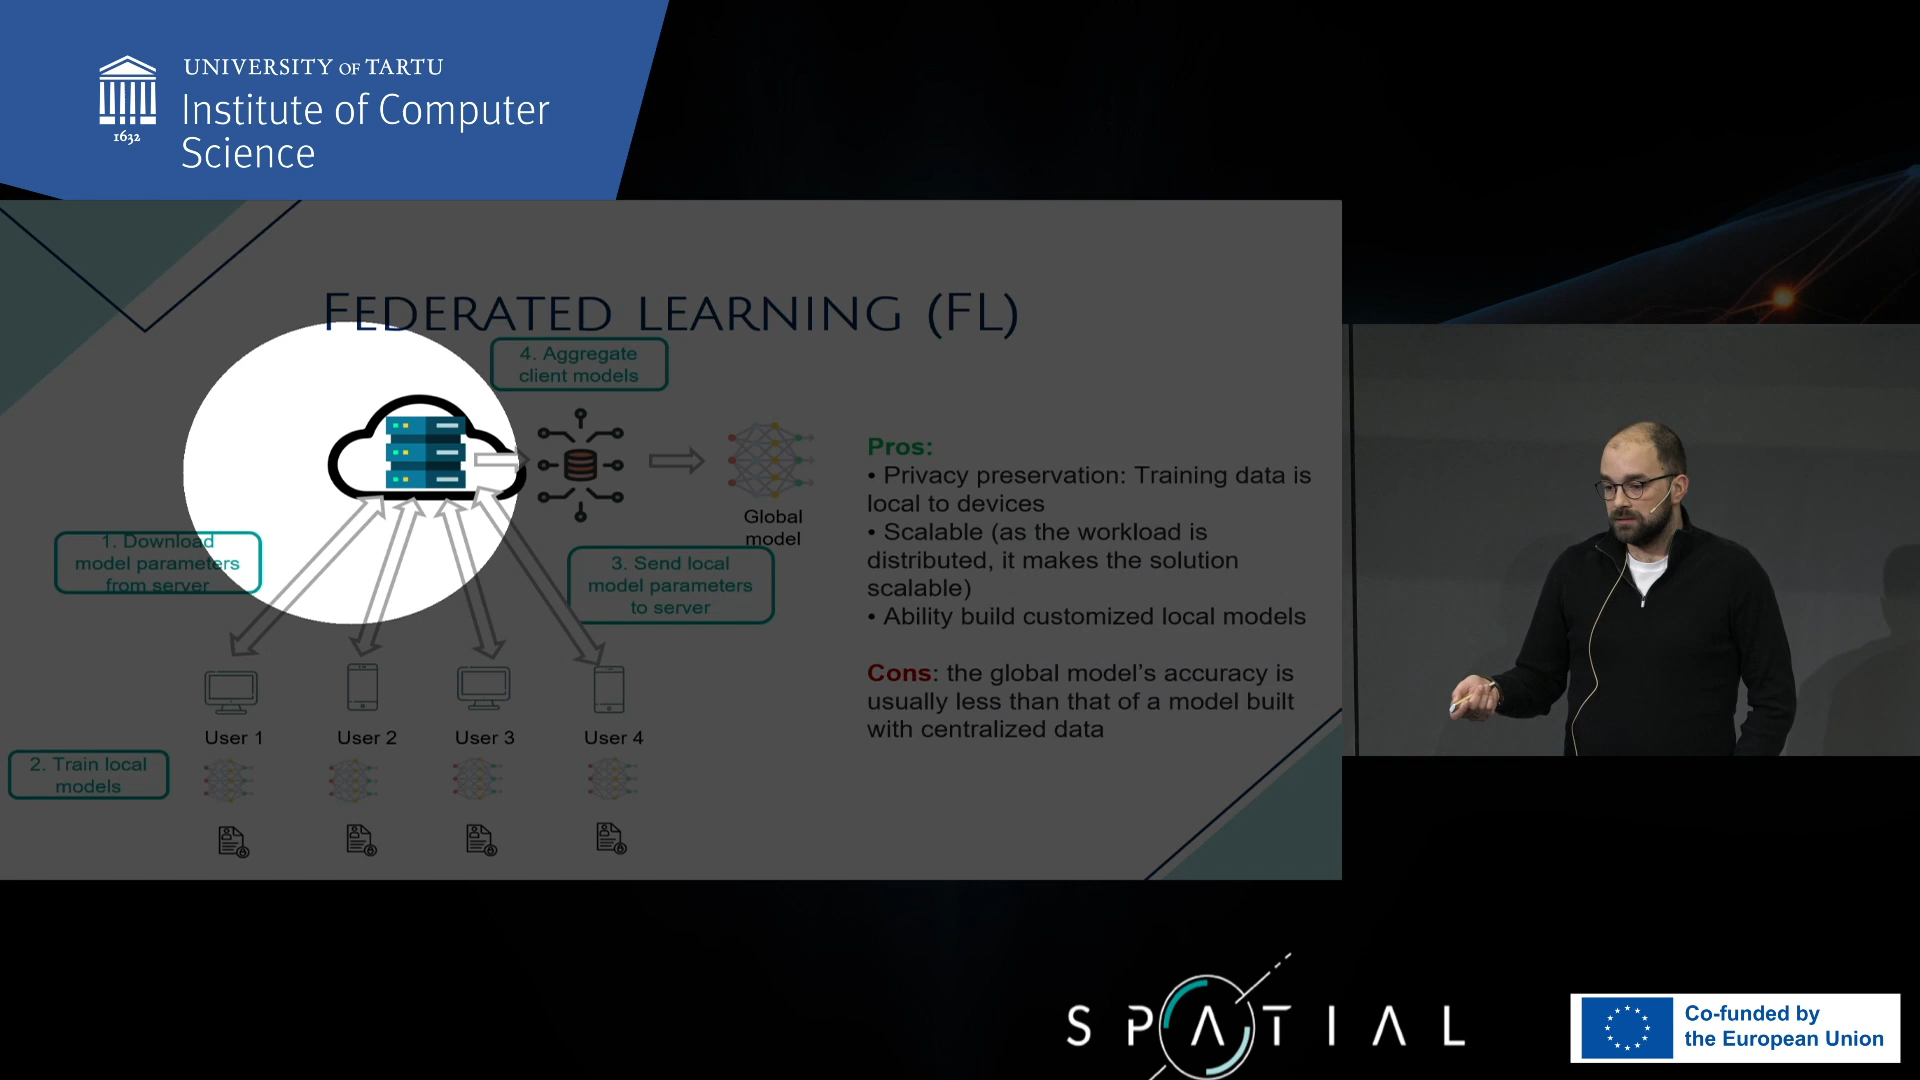 UNIVERSITY OF TARTU
Institute of Computer
Science
1632
FEDERATED LEARNING (FL)
4. Aggregate
client models
Global
model
1. Download
model parameters
from server
3. Send local
model parameters
to server
User 1
User 2
User 3
User 4
2. Train local
models
Pros:
• Privacy preservation: Training data is
local to devices
• Scalable (as the workload is
distributed, it makes the solution
scalable)
• Ability build customized local models
Cons: the global model's accuracy is
usually less than that of a model built
with centralized data
SPATIAL
Co-funded by
the European Union